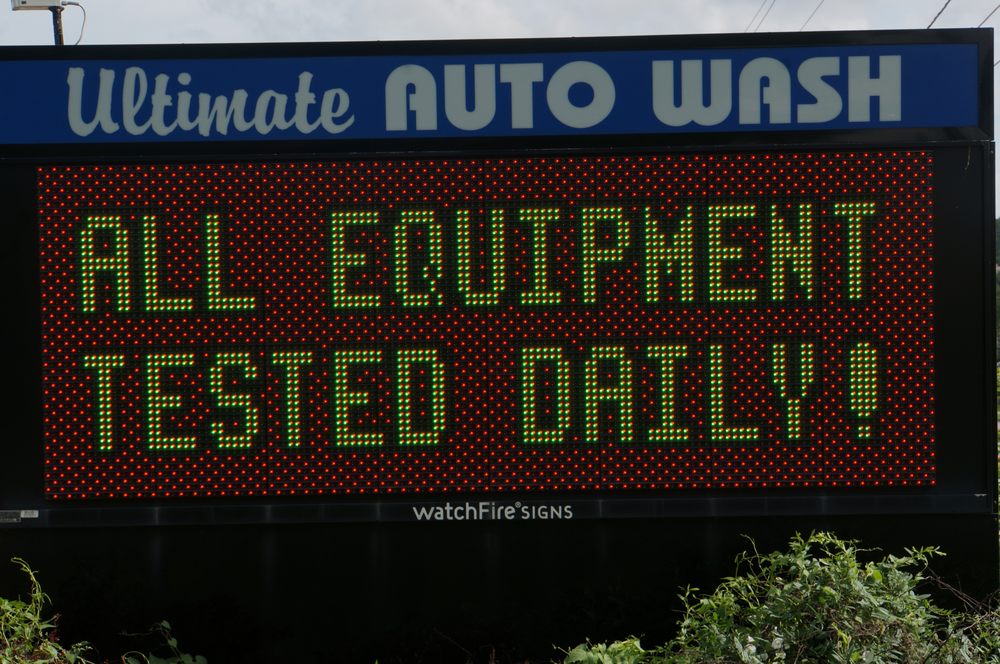 Ultimate AUTO WASH
ALL EQUIPMENT
TESTED DAILY!
watchFire® SIGNS